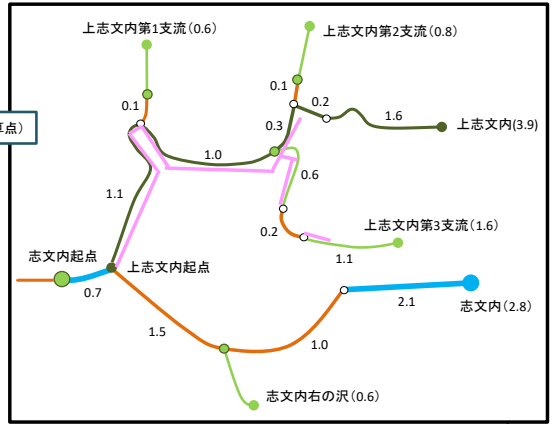 上志文内第1支流(0.6)
上志文内第2支流(0.8)
0.1
0.1
0.2
1.6
上志文内(3.9)
点)
0.3
1.0
0.6
1.1
0.2
上志文内第3支流(1.6)
1.1
志文内起点
上志文内起点
0.7
2.1
志文内(2.8)
1.5
1.0
志文内右の沢(0.6)